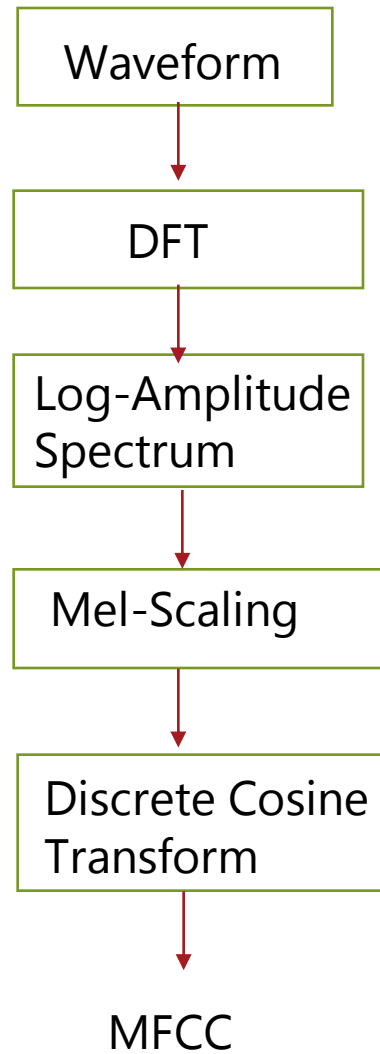 Waveform
DFT
Log-Amplitude
Spectrum
Mel-Scaling
Discrete Cosine
Transform
MFCC